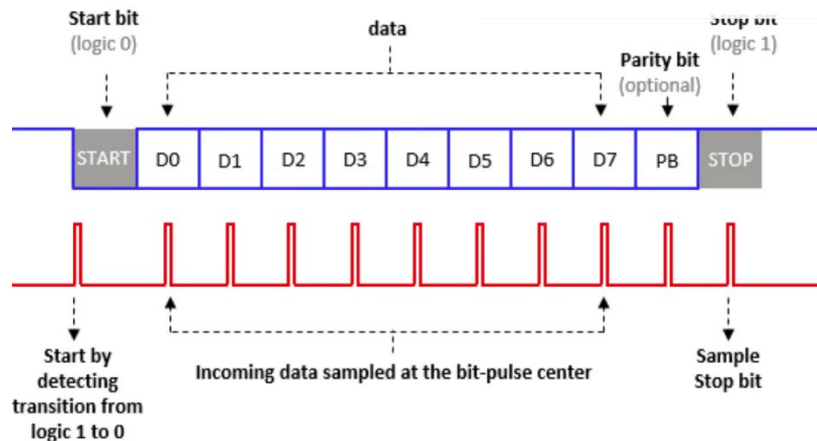 Start bit
(logic 0)
data
Stop bit
(logic 1)
Parity bit
(optional)
START
D0
D1
D2
D3
D4
D5
D6
D7
PB
STOP
Start by
detecting
transition from
logic 1 to 0
Incoming data sampled at the bit-pulse center
Sample
Stop bit